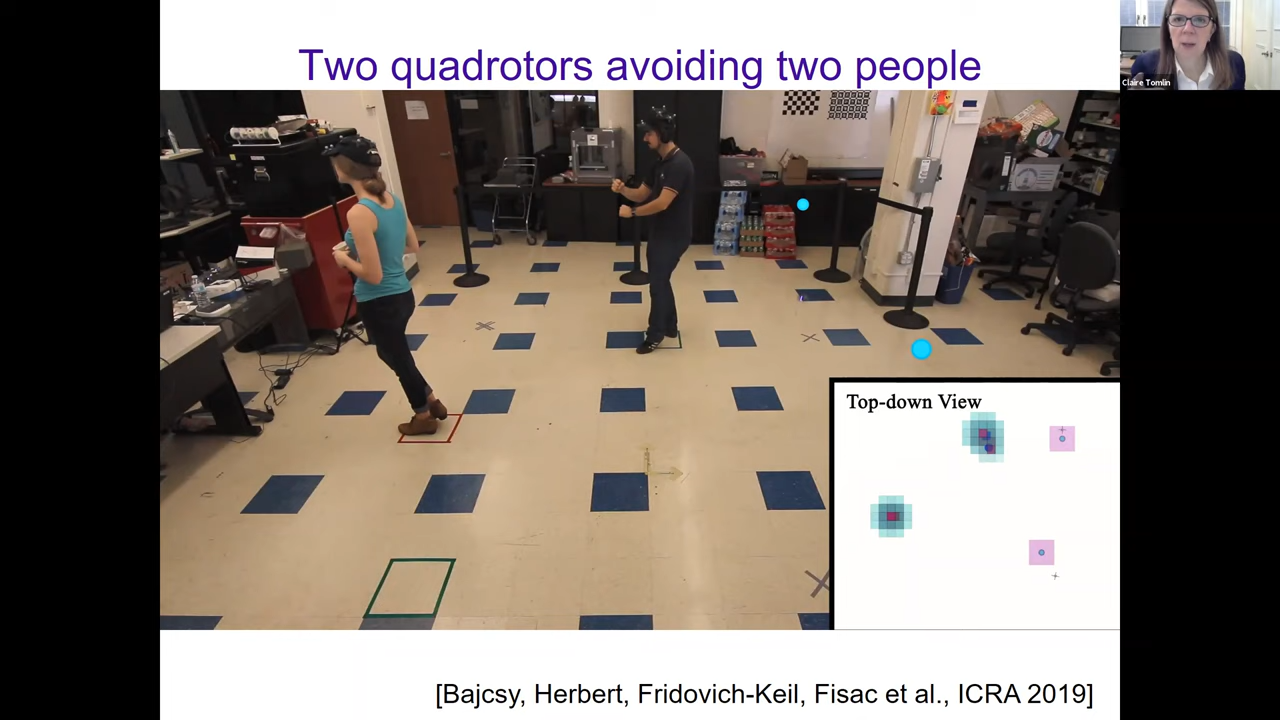 Two quadrotors avoiding two people
Claire Tomlin
Top-down View
[Bajcsy, Herbert, Fridovich-Keil, Fisac et al., ICRA 2019]